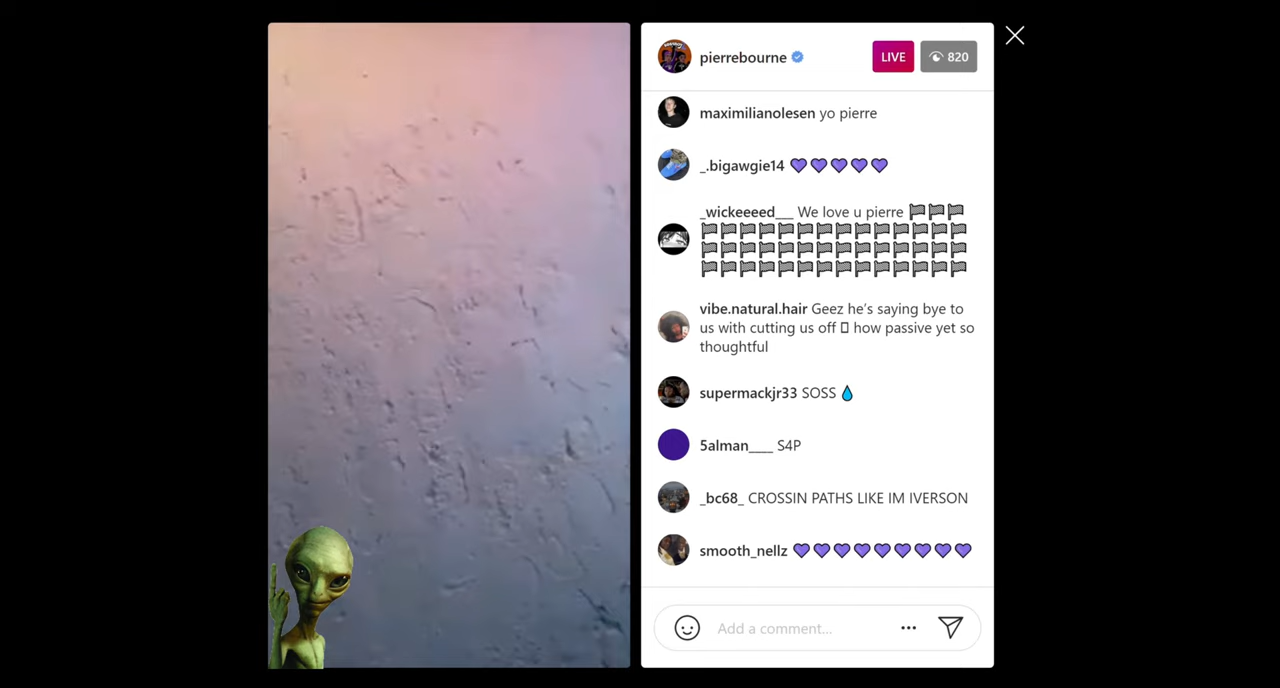 pierrebourne
LIVE
820
maximilianolesen yo pierre
_.bigawgie14 💜💜💜💜💜
_wickeeeed___ We love u pierre 🏁🏁🏁
🏁🏁🏁🏁🏁🏁🏁🏁🏁🏁🏁🏁🏁🏁
🏁🏁🏁🏁🏁🏁🏁🏁🏁🏁🏁🏁🏁🏁
🏁🏁🏁🏁🏁🏁🏁🏁🏁🏁🏁🏁🏁🏁
vibe.natural.hair Geez he’s saying bye to
us with cutting us off ▯ how passive yet so
thoughtful
supermackjr33 SOSS 💧
5alman____ S4P
_bc68_ CROSSIN PATHS LIKE IM IVERSON
smooth_nellz 💜💜💜💜💜💜💜💜💜
Add a comment...